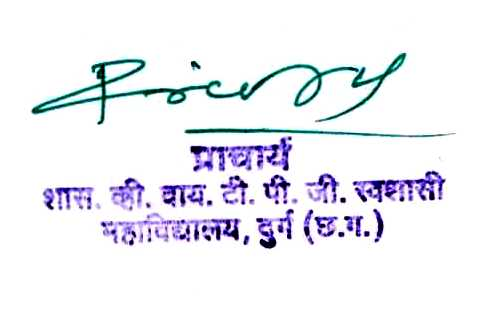 प्राचार्य
शास. व्ही. वाय. टी. पी. जी. स्वशासी
महाविद्यालय, दुर्ग (छ.ग.)